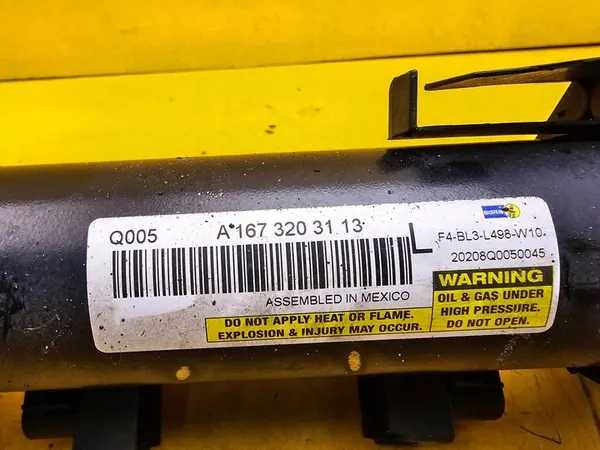 Q005
A 167 320 31 13
L
BILSTEIN
F4-BL3-L498-W10
20208Q0050045
ASSEMBLED IN MEXICO
WARNING
OIL & GAS UNDER
HIGH PRESSURE.
DO NOT OPEN.
DO NOT APPLY HEAT OR FLAME.
EXPLOSION & INJURY MAY OCCUR.